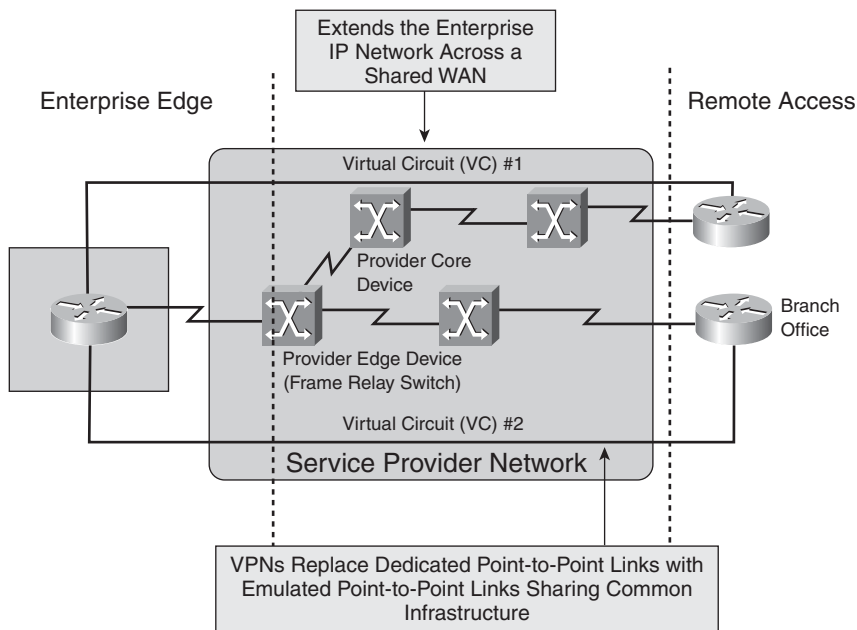 Extends the Enterprise
IP Network Across a
Shared WAN
Enterprise Edge
Remote Access
Virtual Circuit (VC) #1
Provider Core
Device
Branch
Office
Provider Edge Device
(Frame Relay Switch)
Virtual Circuit (VC) #2
Service Provider Network
VPNs Replace Dedicated Point-to-Point Links with
Emulated Point-to-Point Links Sharing Common
Infrastructure